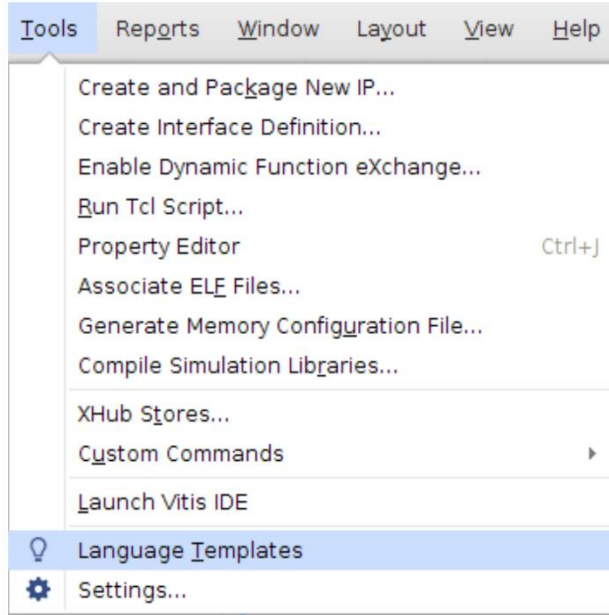 Tools Reports Window Layout View Help
Create and Package New IP...
Create Interface Definition...
Enable Dynamic Function eXchange...
Run Tcl Script...
Property Editor Ctrl+J
Associate ELF Files...
Generate Memory Configuration File...
Compile Simulation Libraries...
XHub Stores...
Custom Commands
Launch Vitis IDE
Language Templates
Settings...